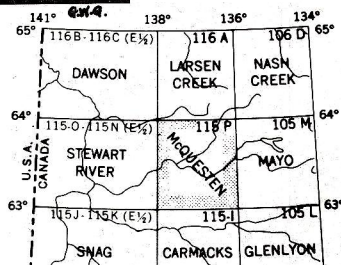 G.W.A.
141° 138° 136° 134°
65° 116B-116C (E½) 116 A 106 D 65°
DAWSON LARSEN CREEK NASH CREEK
64° 115-O-115N (E½) 115 P 105 M 64°
U.S.A.
CANADA
STEWART RIVER McQUESTEN MAYO
63° 115J-115K (E½) 115-I 105 L 63°
SNAG CARMACKS GLENLYON